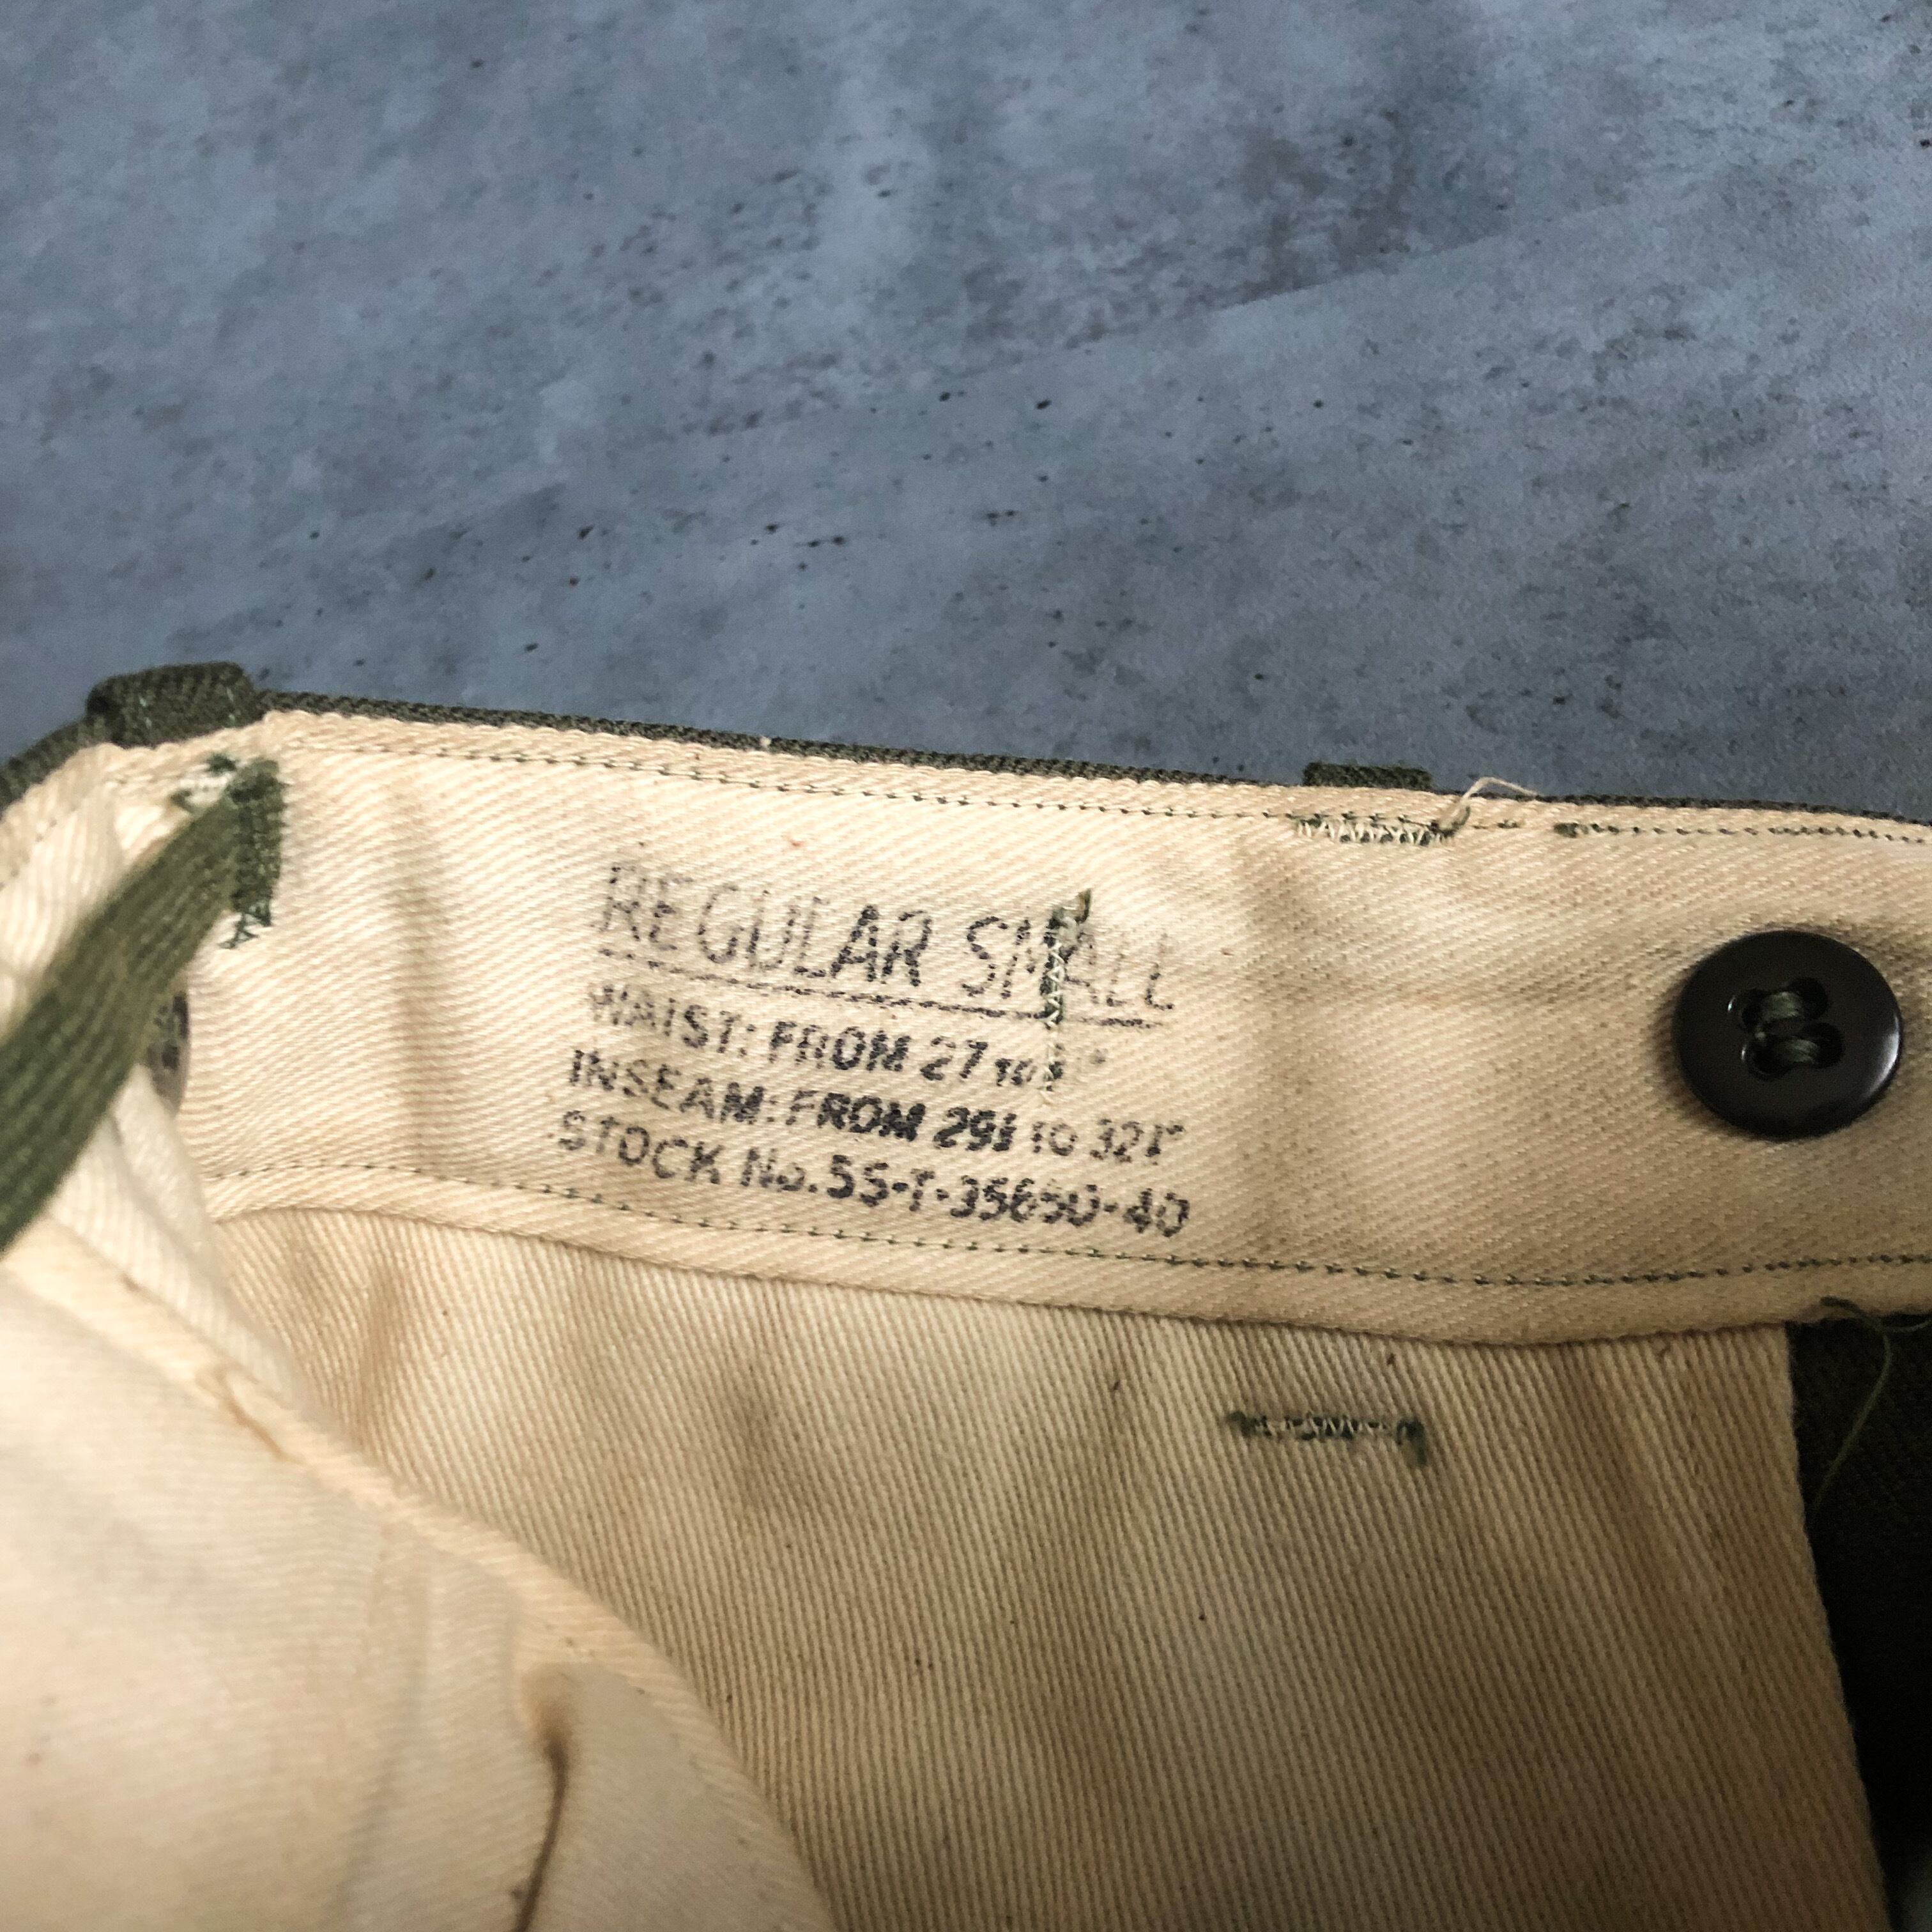 REGULAR SMALL
WAIST: FROM 27 TO
INSEAM: FROM 29½ TO 32½"
STOCK No. 55-T-35650-40